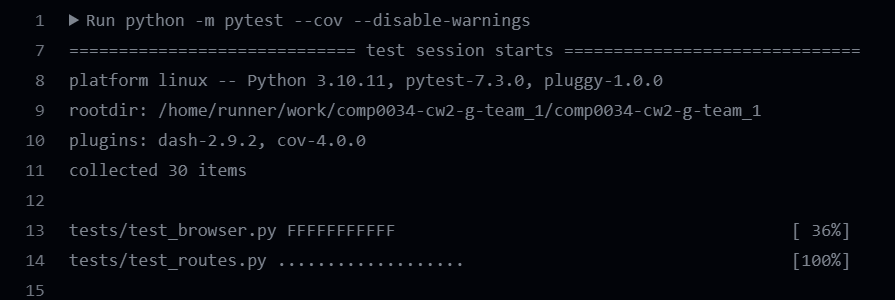 1 ▶ Run python -m pytest --cov --disable-warnings
7 ============================= test session starts ==============================
8 platform linux -- Python 3.10.11, pytest-7.3.0, pluggy-1.0.0
9 rootdir: /home/runner/work/comp0034-cw2-g-team_1/comp0034-cw2-g-team_1
10 plugins: dash-2.9.2, cov-4.0.0
11 collected 30 items
12
13 tests/test_browser.py FFFFFFFFFFF [ 36%]
14 tests/test_routes.py ................... [100%]
15